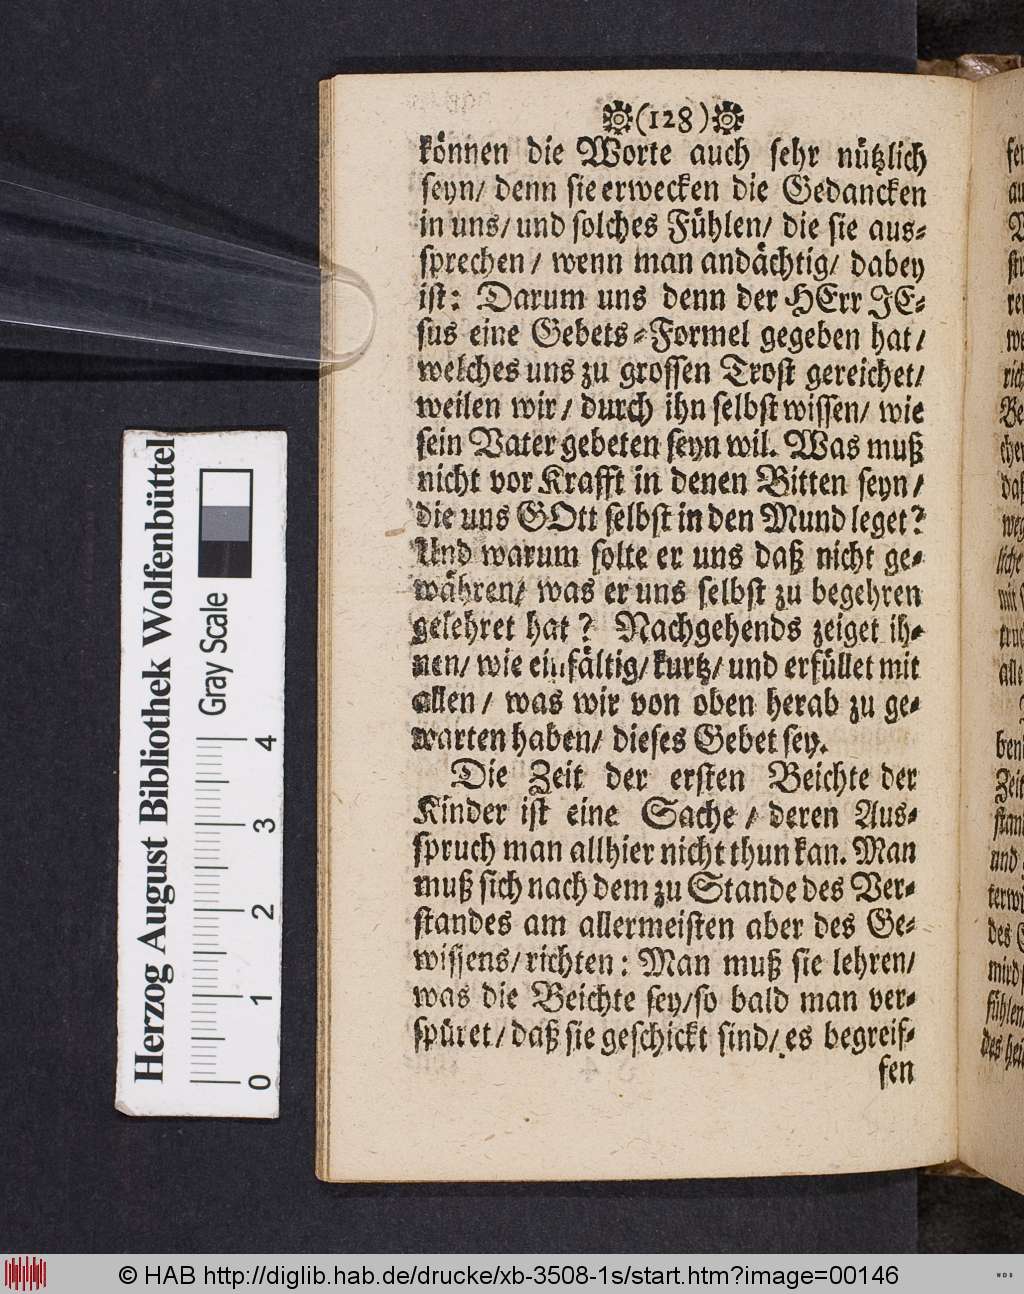 (128)
können die Worte auch sehr nützlich
seyn/ denn sie erwecken die Gedancken
in uns/ und solches Fühlen/ die sie aus-
sprechen/ wenn man andächtig/ dabey
ist: Darum uns denn der HErr JE-
sus eine Gebets-Formel gegeben hat/
welches uns zu grossen Trost gereichet/
weilen wir/ durch ihn selbst wissen/ wie
sein Vater gebeten seyn wil. Was muß
nicht vor Krafft in denen Bitten seyn/
die uns GOtt selbst in den Mund leget?
Und warum solte er uns daß nicht ge-
währen/ was er uns selbst zu begehren
gelehret hat? Nachgehends zeiget ih-
nen/ wie einfältig/ kurtz/ und erfüllet mit
allen/ was wir von oben herab zu ge-
warten haben/ dieses Gebet sey.
Die Zeit der ersten Beichte der
Kinder ist eine Sache/ deren Aus-
spruch man allhier nicht thun kan. Man
muß sich nach dem zu Stande des Ver-
standes am allermeisten aber des Ge-
wissens/ richten: Man muß sie lehren/
was die Beichte sey/ so bald man ver-
spüret/ daß sie geschickt sind/ es begreif-
fen
Herzog August Bibliothek Wolfenbüttel
Gray Scale
0 1 2 3 4
© HAB http://diglib.hab.de/drucke/xb-3508-1s/start.htm?image=00146